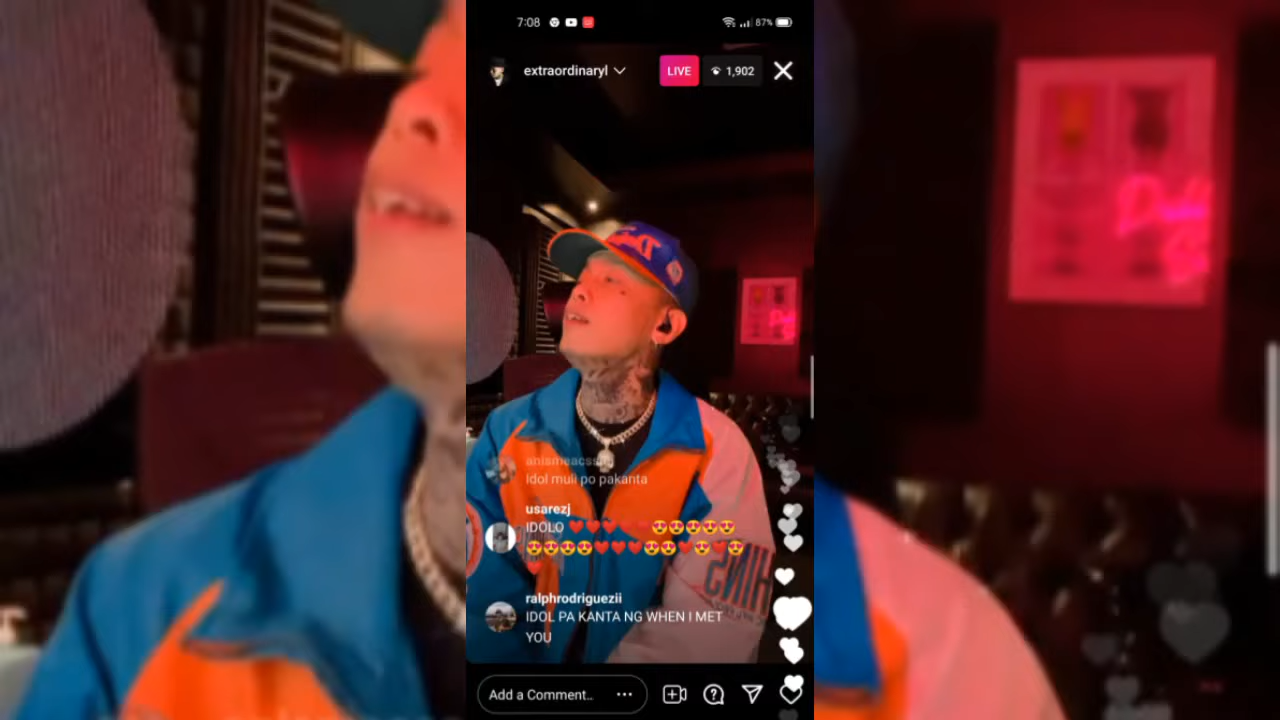 7:08
87%
extraordinaryl
LIVE
1,902
Idol muli po pakanta
usarezj
IDOLO ❤❤❤❤❤❤😍😍😍😍😍
😍😍😍😍❤❤❤😍😍❤😍❤😍
❤
ralphrodriguezii
IDOL PA KANTA NG WHEN I MET
YOU
Add a Comment..